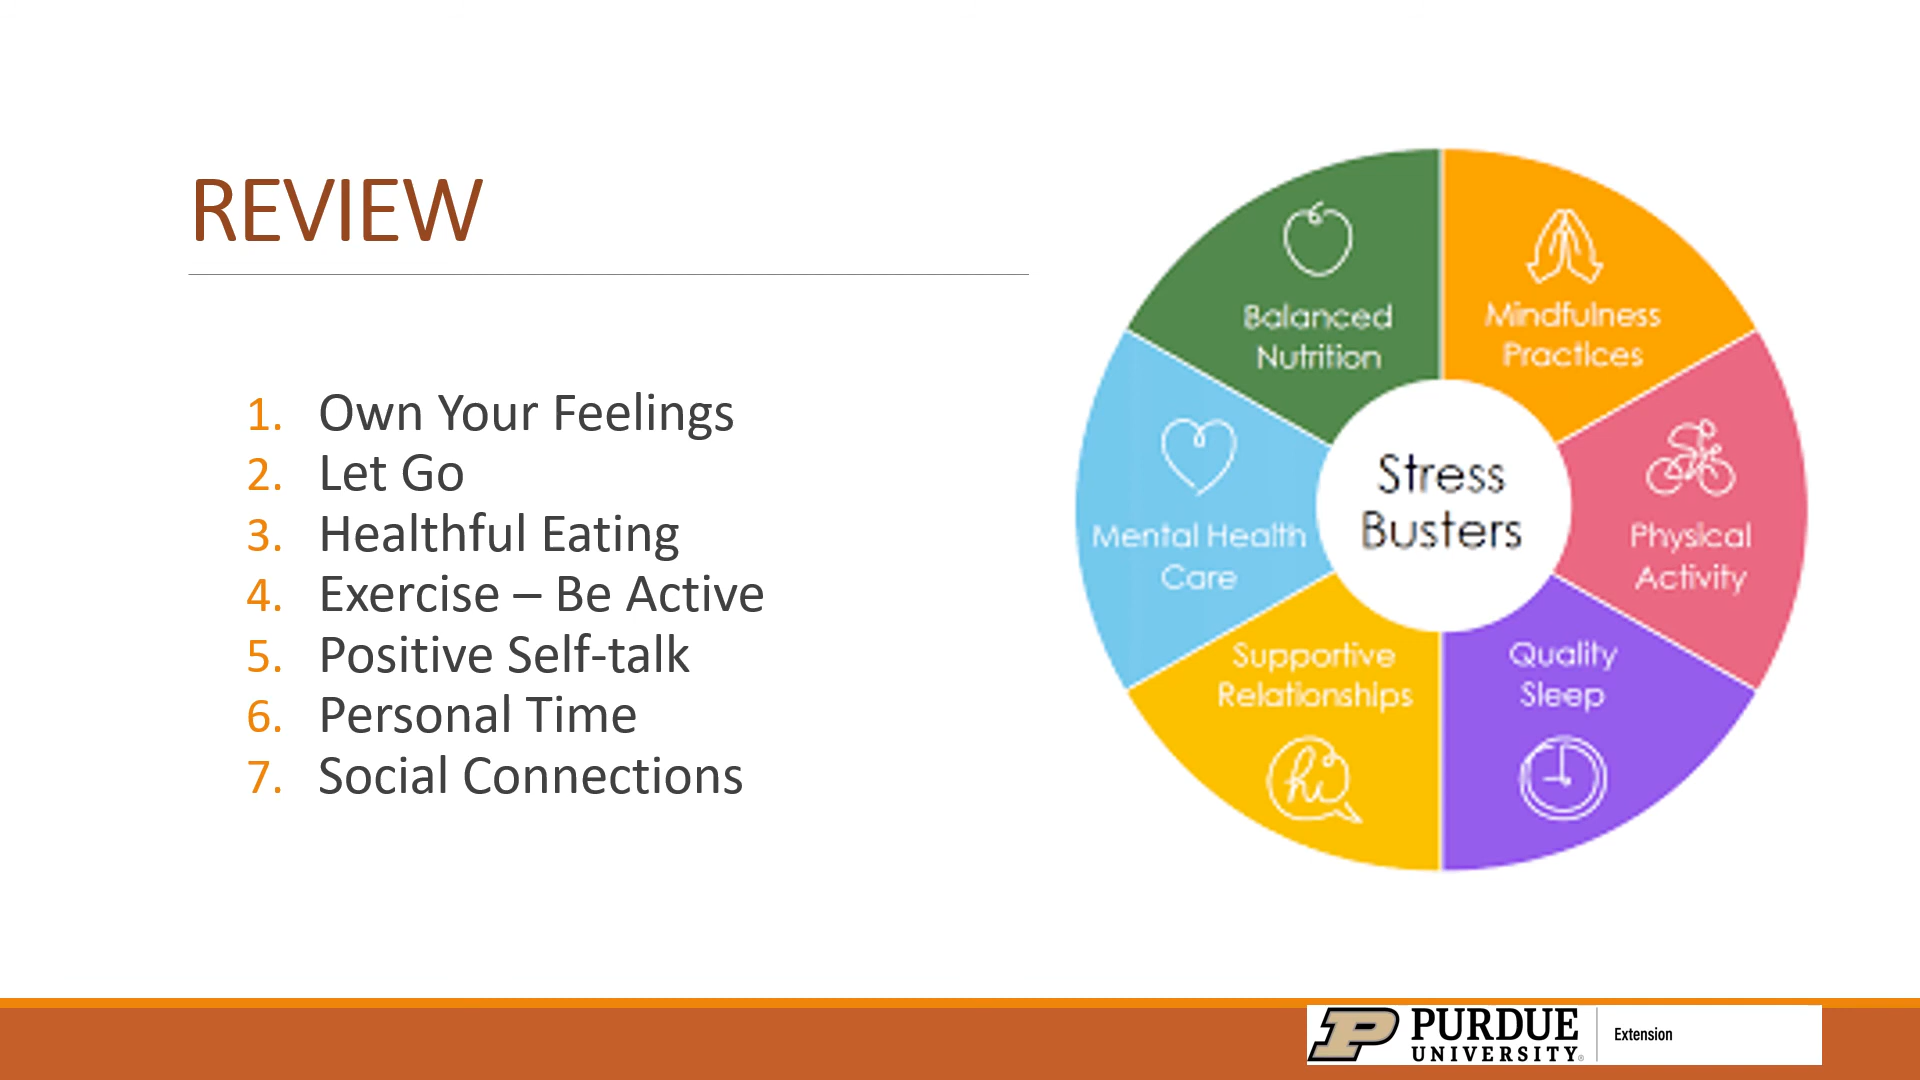 REVIEW
1. Own Your Feelings
2. Let Go
3. Healthful Eating
4. Exercise – Be Active
5. Positive Self-talk
6. Personal Time
7. Social Connections
Balanced
Nutrition
Mindfulness
Practices
Physical
Activity
Quality
Sleep
Supportive
Relationships
hi
Mental Health
Care
Stress
Busters
P
PURDUE
UNIVERSITY®
Extension